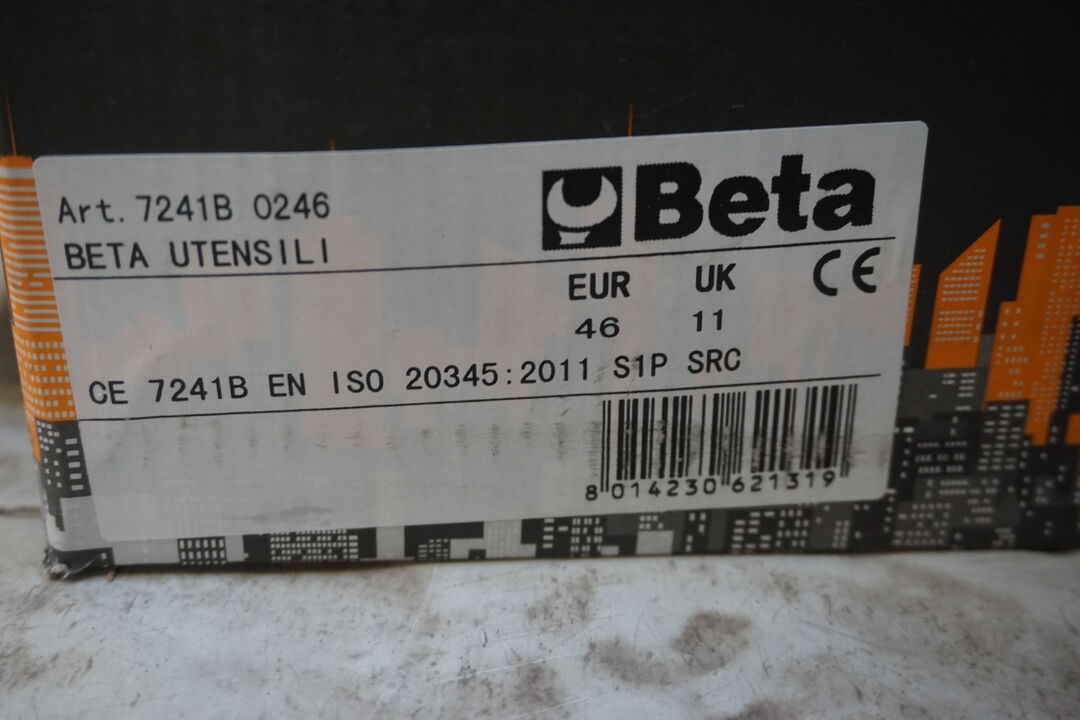 Art. 7241B 0246
BETA UTENSILI
Beta
EUR UK
46 11
CE
CE 7241B EN ISO 20345:2011 S1P SRC
8 014230 621319